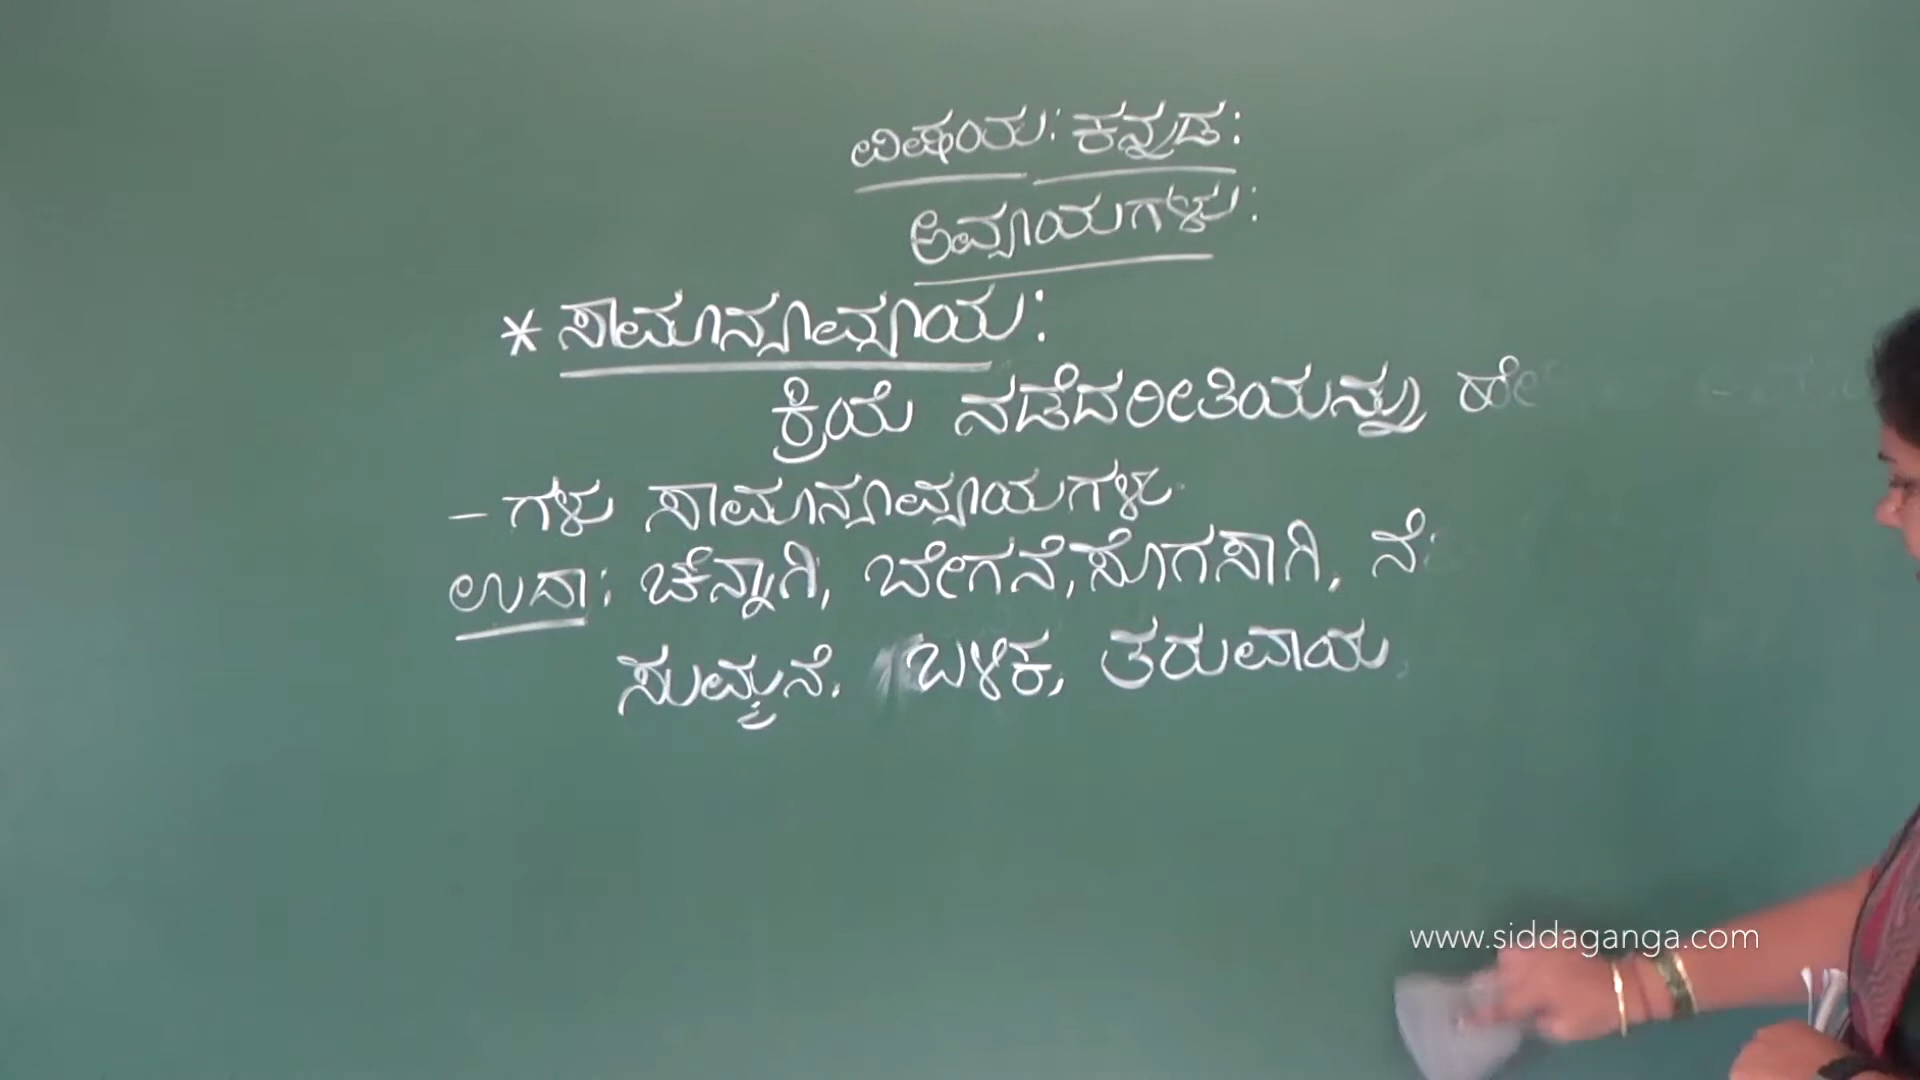 ವಿಷಯ: ಕನ್ನಡ:
ಅವ್ಯಯಗಳು:
* ಸಾಮಾನ್ಯಾವ್ಯಯ:
ಕ್ರಿಯೆ ನಡೆದರೀತಿಯನ್ನು
- ಗಳು ಸಾಮಾನ್ಯಾವ್ಯಯಗಳು
ಉದಾ: ಚೆನ್ನಾಗಿ, ಬೇಗನೆ, ಸೊಗಸಾಗಿ,
ಸುಮ್ಮನೆ. ಬಳಿಕ, ತರುವಾಯ,
www.siddaganga.com